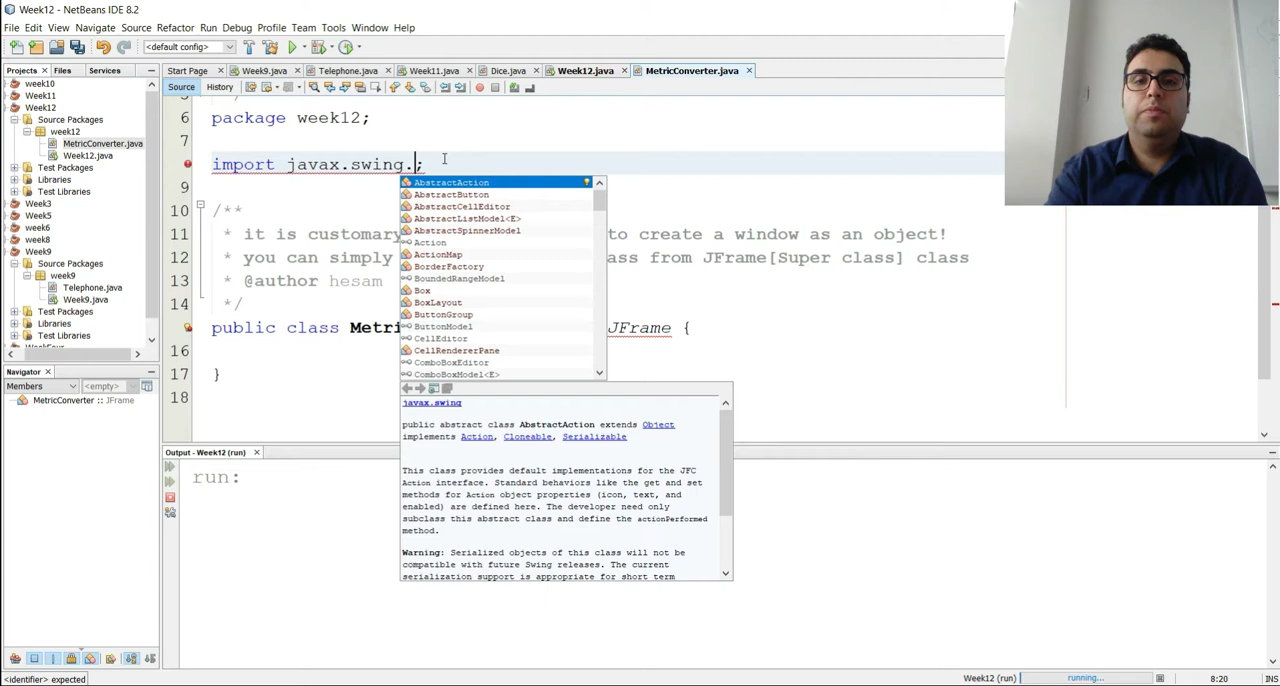 Week12 - NetBeans IDE 8.2
File Edit View Navigate Source Refactor Run Debug Profile Team Tools Window Help
<default config>
Projects Files Services
Start Page Week9.java Telephone.java Week11.java Dice.java Week12.java MetricConverter.java
Source History
week10
Week11
Week12
Source Packages
week12
MetricConverter.java
Week12.java
Test Packages
Libraries
Test Libraries
Week3
Week5
week6
week8
Week9
Source Packages
week9
Telephone.java
Week9.java
Test Packages
Libraries
Test Libraries
Navigator
Members <empty>
MetricConverter :: JFrame
6 package week12;
7
import javax.swing.;
9
10 /**
11 * it is customary to create a window as an object!
12 * you can simply class from JFrame[Super class] class
13 * @author hesam
14 */
public class Metri JFrame {
16
17 }
18
AbstractAction
AbstractButton
AbstractCellEditor
AbstractListModel<E>
AbstractSpinnerModel
Action
ActionMap
BorderFactory
BoundedRangeModel
Box
BoxLayout
ButtonGroup
ButtonModel
CellEditor
CellRendererPane
ComboBoxEditor
ComboBoxModel<E>
javax.swing
public abstract class AbstractAction extends Object
implements Action, Cloneable, Serializable
This class provides default implementations for the JFC
Action interface. Standard behaviors like the get and set
methods for Action object properties (icon, text, and
enabled) are defined here. The developer need only
subclass this abstract class and define the actionPerformed
method.
Warning: Serialized objects of this class will not be
compatible with future Swing releases. The current
serialization support is appropriate for short term
Output - Week12 (run)
run:
<identifier> expected
Week12 (run) running... 8:20 INS